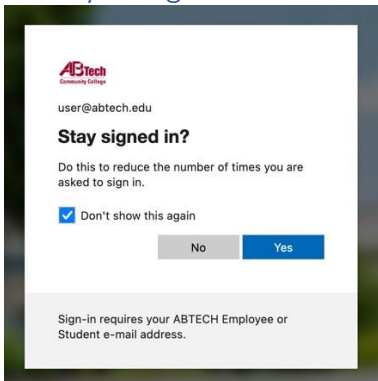 ABTech
Community College
user@abtech.edu
Stay signed in?
Do this to reduce the number of times you are
asked to sign in.
Don't show this again
No Yes
Sign-in requires your ABTECH Employee or
Student e-mail address.